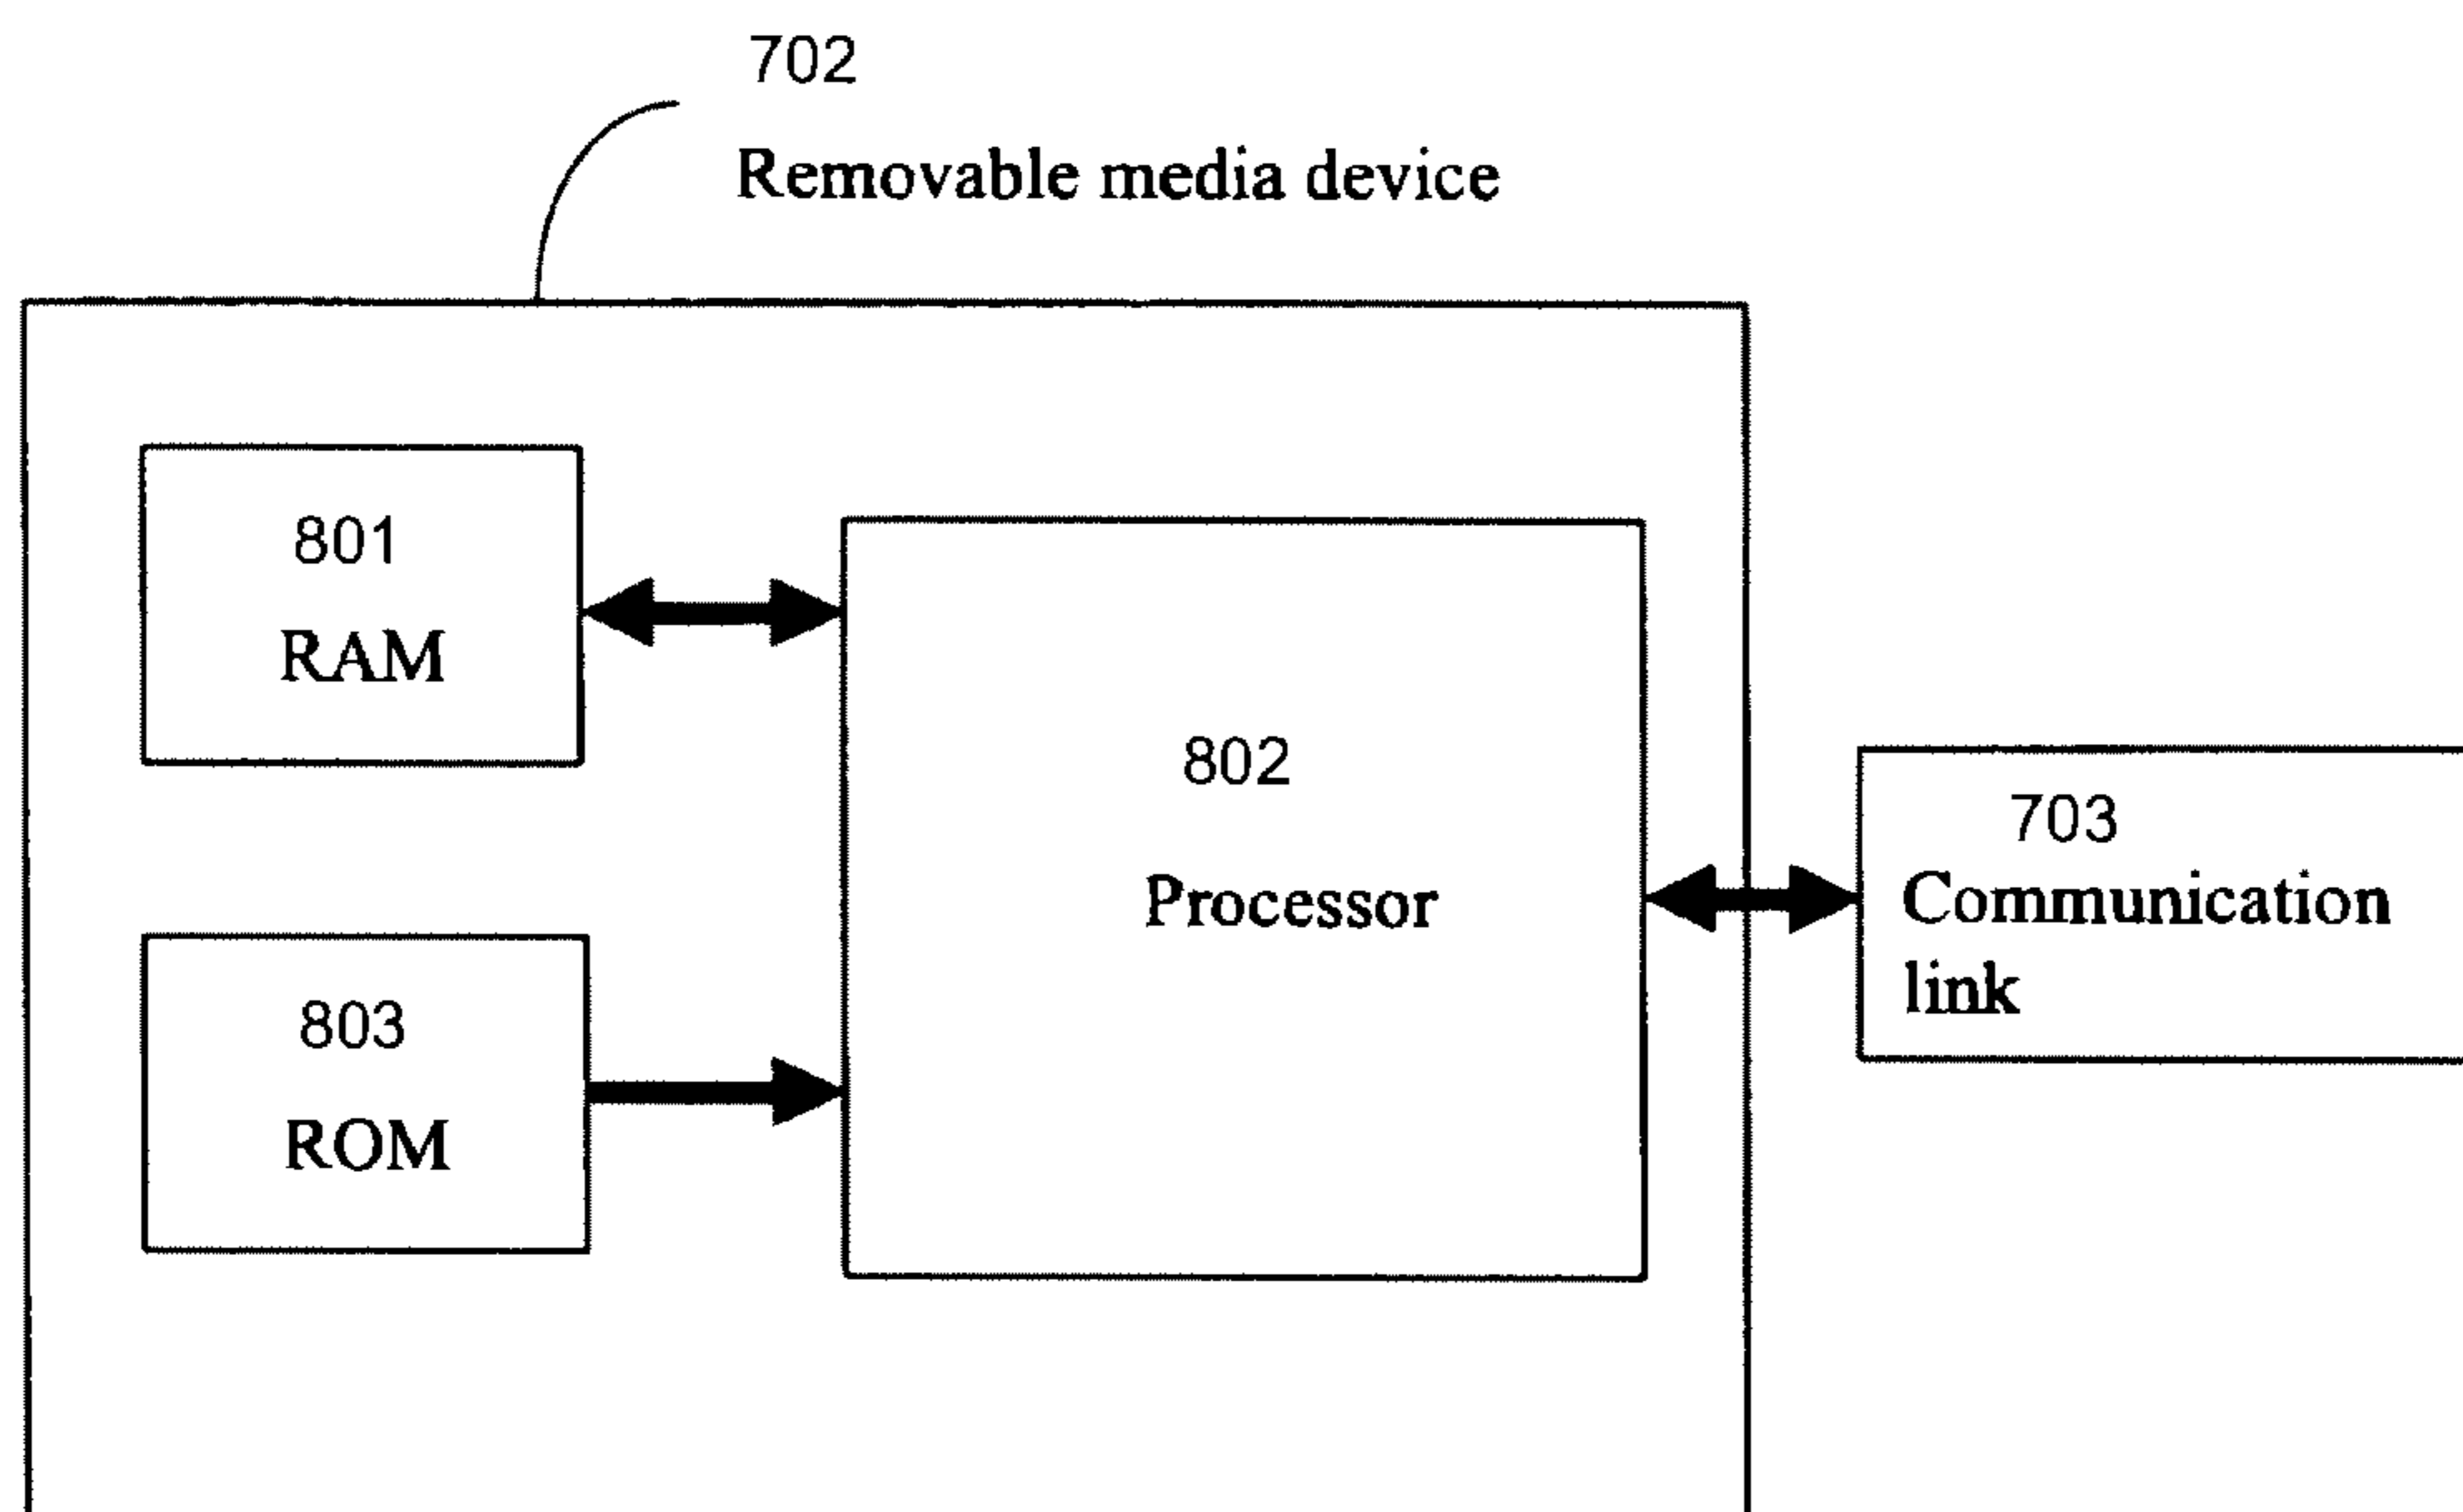 702
Removable media device
801
RAM
802
Processor
803
ROM
703
Communication
link